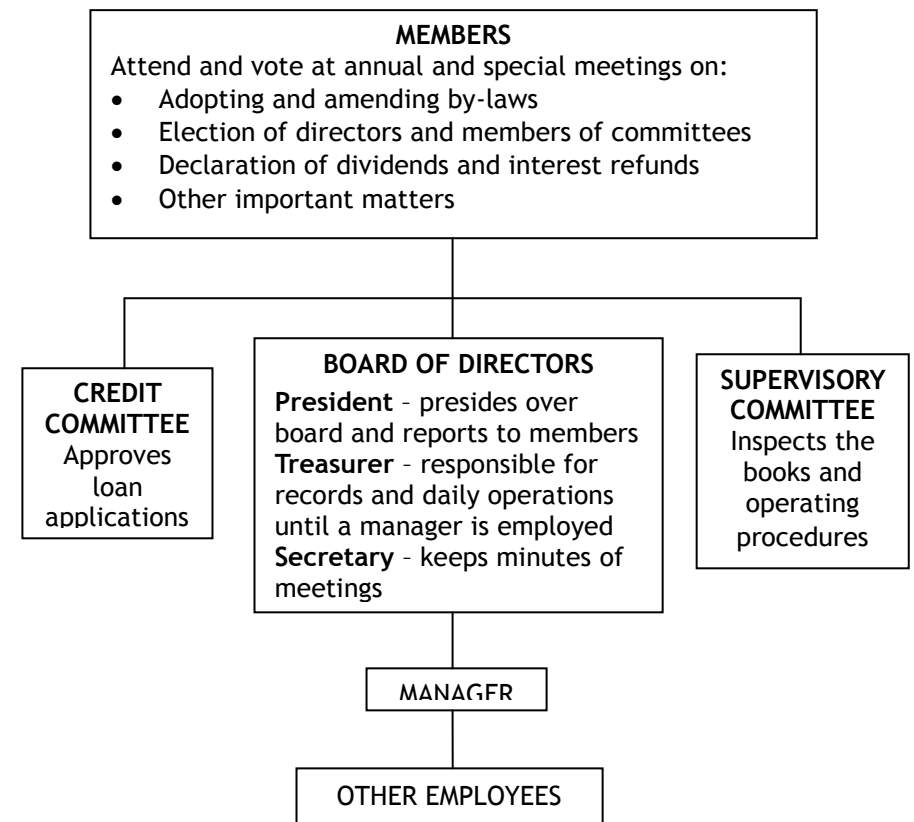 MEMBERS
Attend and vote at annual and special meetings on:
• Adopting and amending by-laws
• Election of directors and members of committees
• Declaration of dividends and interest refunds
• Other important matters
CREDIT
COMMITTEE
Approves
loan
applications
BOARD OF DIRECTORS
President – presides over
board and reports to members
Treasurer – responsible for
records and daily operations
until a manager is employed
Secretary – keeps minutes of
meetings
SUPERVISORY
COMMITTEE
Inspects the
books and
operating
procedures
MANAGER
OTHER EMPLOYEES